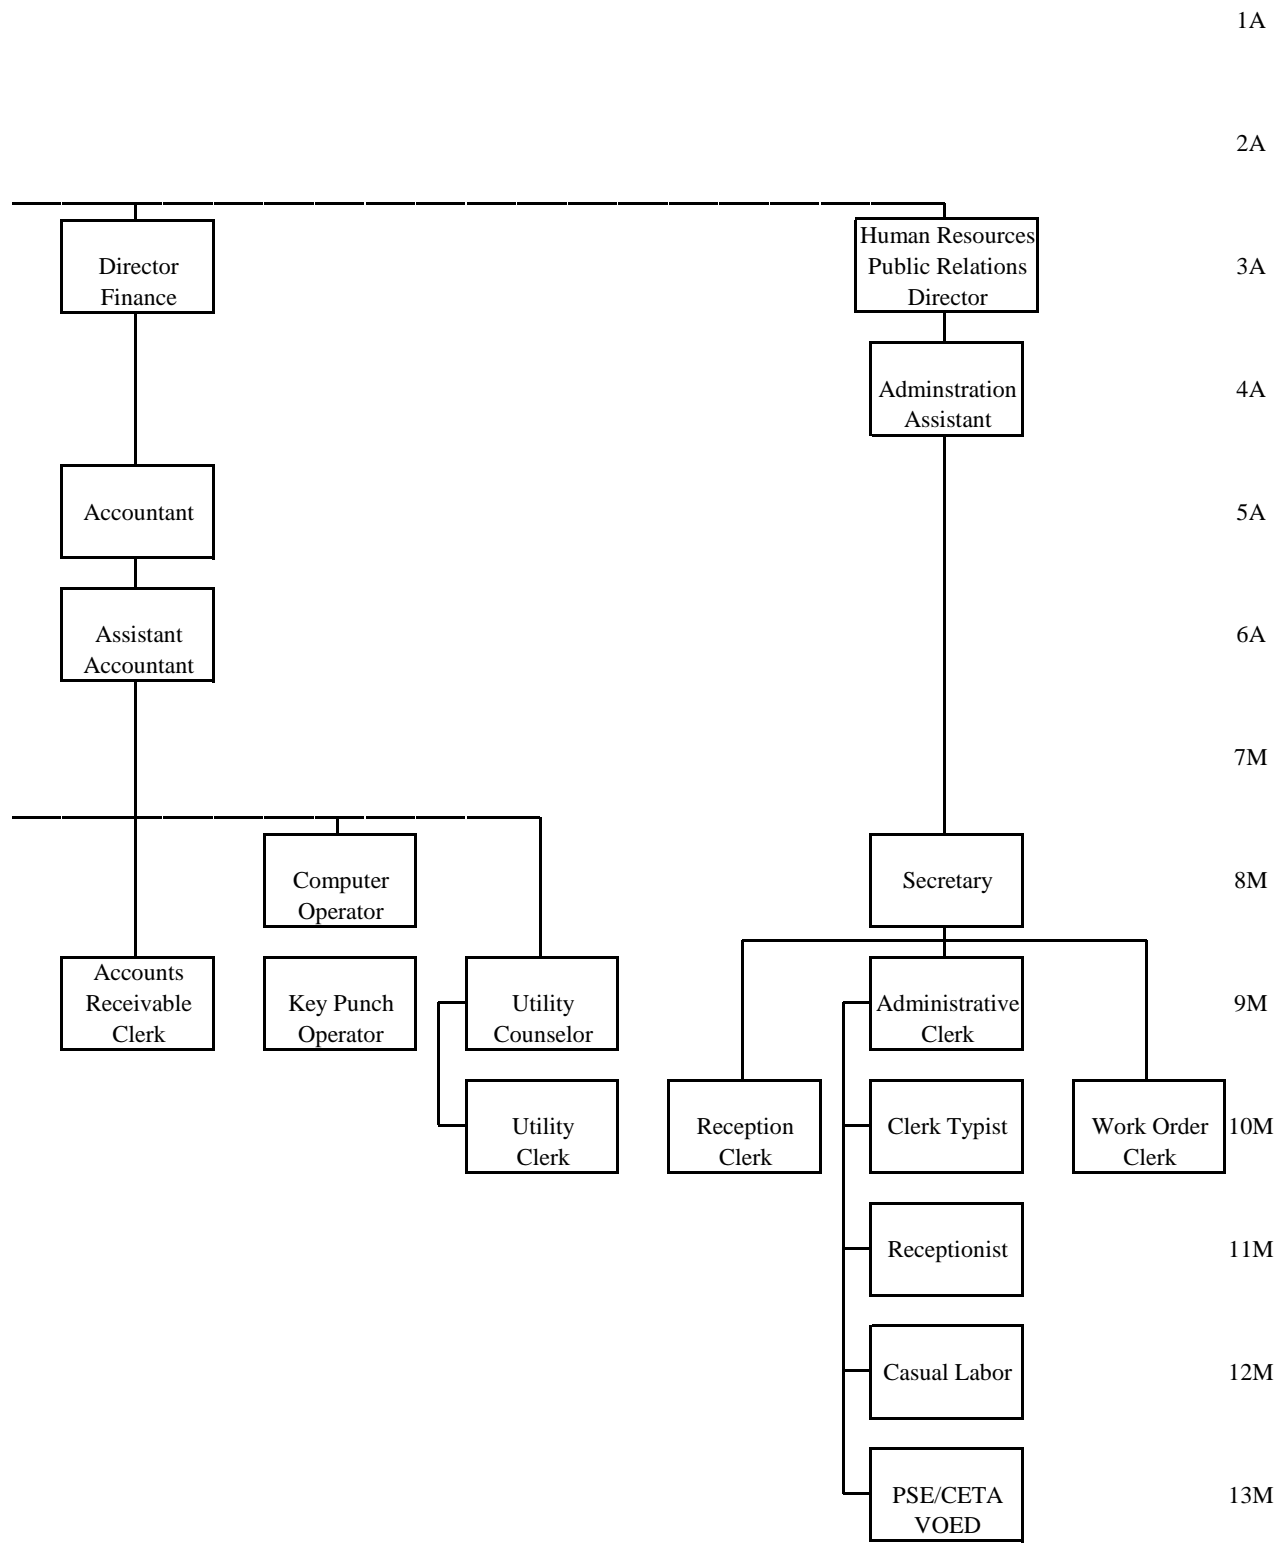 1A
2A
Director
Finance
Human Resources
Public Relations
Director
3A
Adminstration
Assistant
4A
Accountant
5A
Assistant
Accountant
6A
7M
Computer
Operator
Secretary
8M
Accounts
Receivable
Clerk
Key Punch
Operator
Utility
Counselor
Administrative
Clerk
9M
Utility
Clerk
Reception
Clerk
Clerk Typist
Work Order
Clerk
10M
Receptionist
11M
Casual Labor
12M
PSE/CETA
VOED
13M